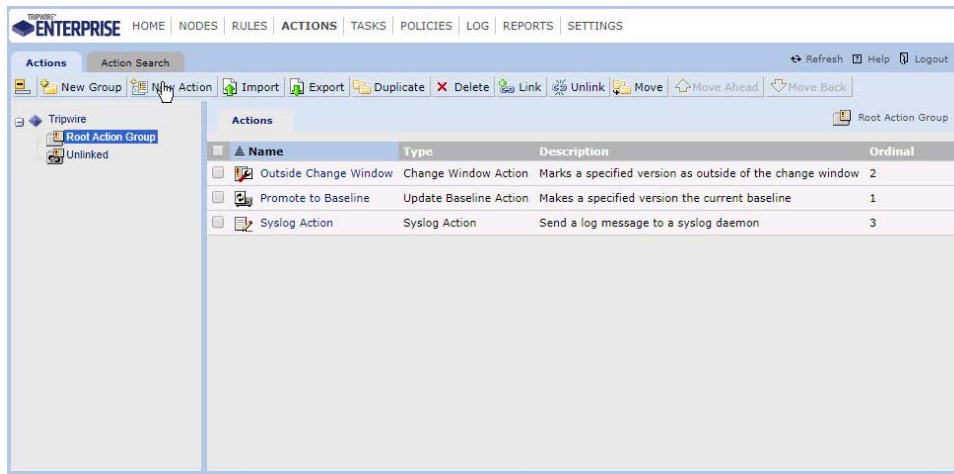 TRIPWIRE®
ENTERPRISE HOME NODES RULES ACTIONS TASKS POLICIES LOG REPORTS SETTINGS
Actions Action Search Refresh Help Logout
New Group New Action Import Export Duplicate Delete Link Unlink Move Move Ahead Move Back
Tripwire
Root Action Group
Unlinked
Actions Root Action Group
Name Type Description Ordinal
Outside Change Window Change Window Action Marks a specified version as outside of the change window 2
Promote to Baseline Update Baseline Action Makes a specified version the current baseline 1
Syslog Action Syslog Action Send a log message to a syslog daemon 3